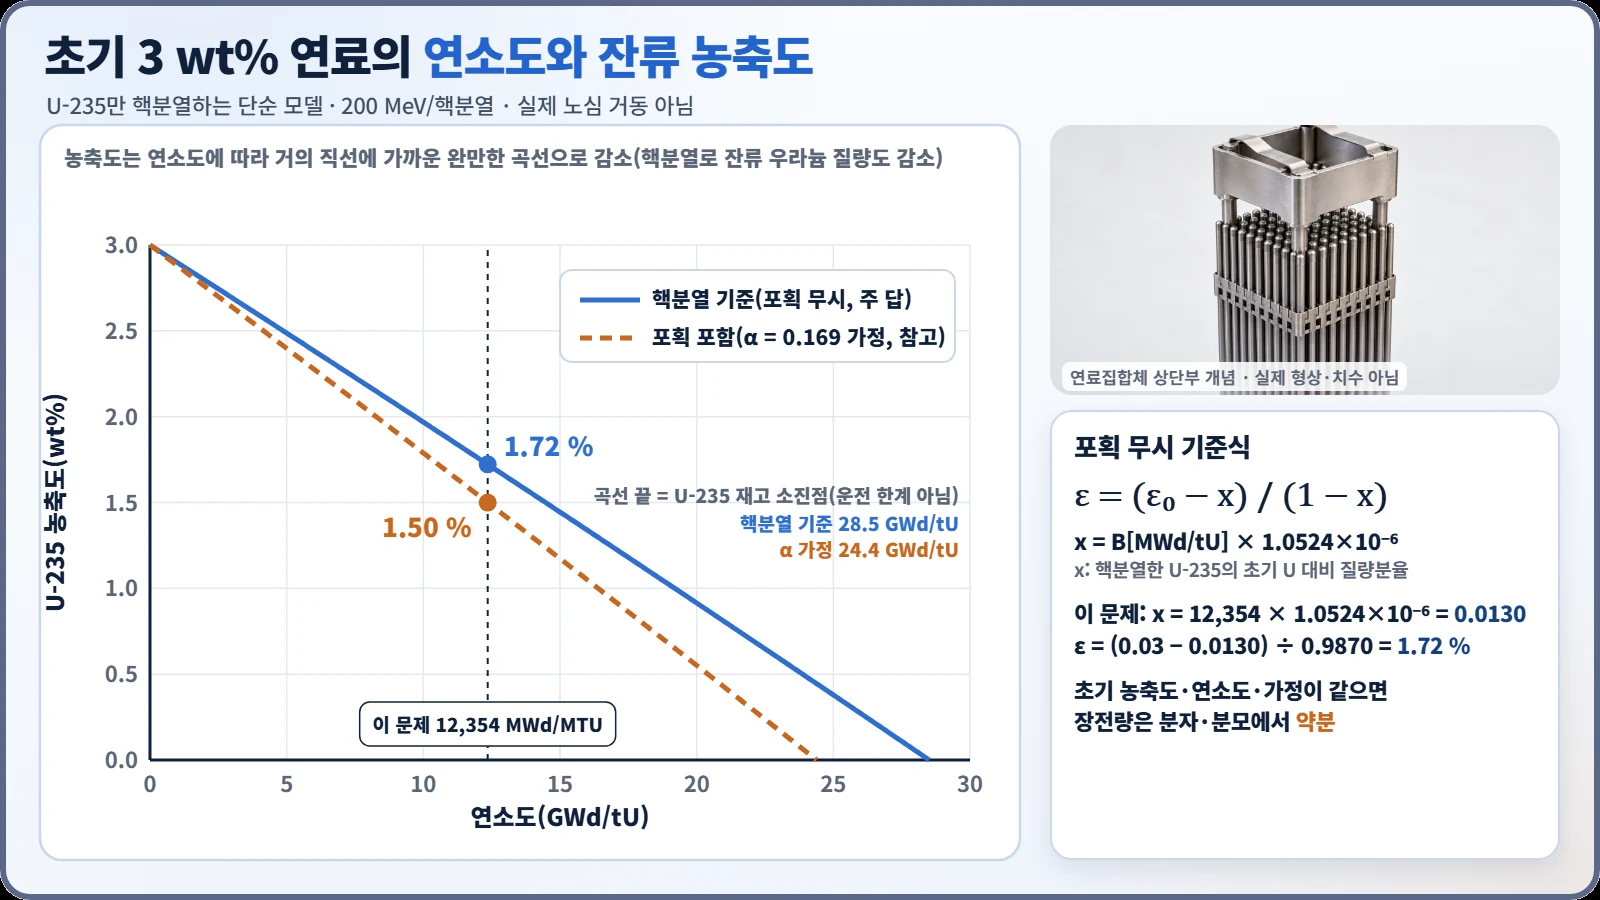 초기 3 wt% 연료의 연소도와 잔류 농축도
U-235만 핵분열하는 단순 모델 · 200 MeV/핵분열 · 실제 노심 거동 아님
농축도는 연소도에 따라 거의 직선에 가까운 완만한 곡선으로 감소(핵분열로 잔류 우라늄 질량도 감소)
U-235 농축도(wt%)
3.0
2.5
2.0
1.5
1.0
0.5
0.0
핵분열 기준(포획 무시, 주 답)
포획 포함(α = 0.169 가정, 참고)
1.72 %
1.50 %
곡선 끝 = U-235 재고 소진점(운전 한계 아님)
핵분열 기준 28.5 GWd/tU
α 가정 24.4 GWd/tU
이 문제 12,354 MWd/MTU
0 5 10 15 20 25 30
연소도(GWd/tU)
연료집합체 상단부 개념 · 실제 형상·치수 아님
포획 무시 기준식
ε = (ε₀ − x) / (1 − x)
x = B[MWd/tU] × 1.0524×10⁻⁶
x: 핵분열한 U-235의 초기 U 대비 질량분율
이 문제: x = 12,354 × 1.0524×10⁻⁶ = 0.0130
ε = (0.03 − 0.0130) ÷ 0.9870 = 1.72 %
초기 농축도·연소도·가정이 같으면
장전량은 분자·분모에서 약분